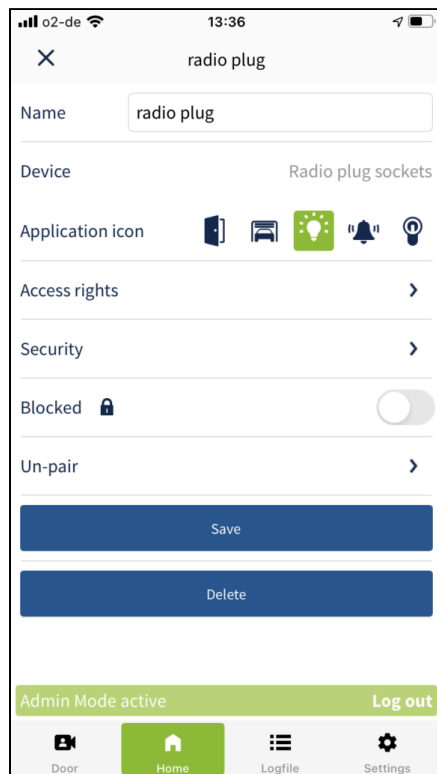 o2-de 13:36
radio plug
Name radio plug
Device Radio plug sockets
Application icon
Access rights
Security
Blocked
Un-pair
Save
Delete
Admin Mode active Log out
Door Home Logfile Settings